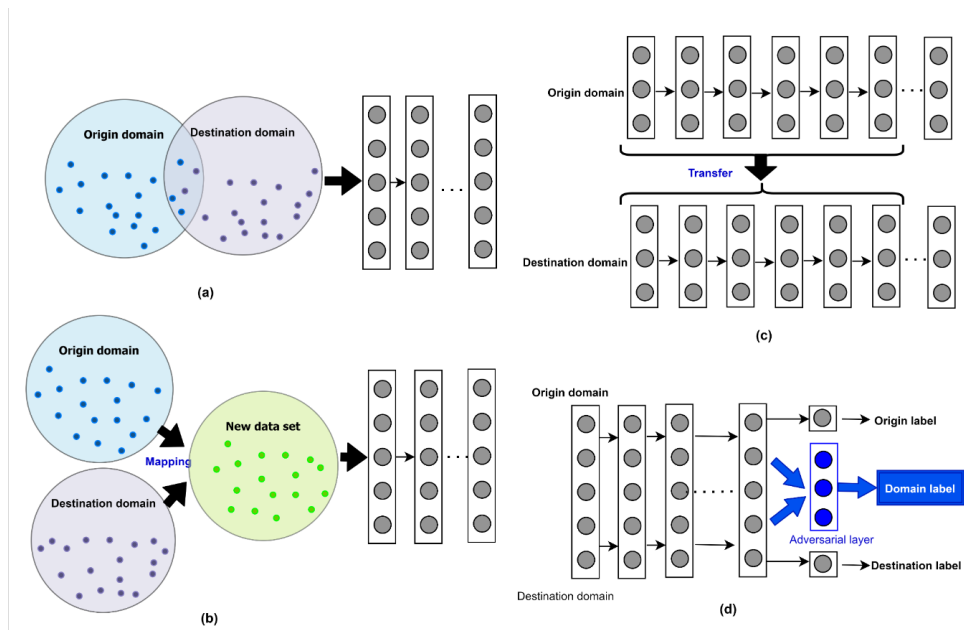 Origin domain
Destination domain
(a)
Origin domain
Mapping
New data set
Destination domain
(b)
Origin domain
Transfer
Destination domain
(c)
Origin domain
Origin label
Domain label
Adversarial layer
Destination label
Destination domain
(d)